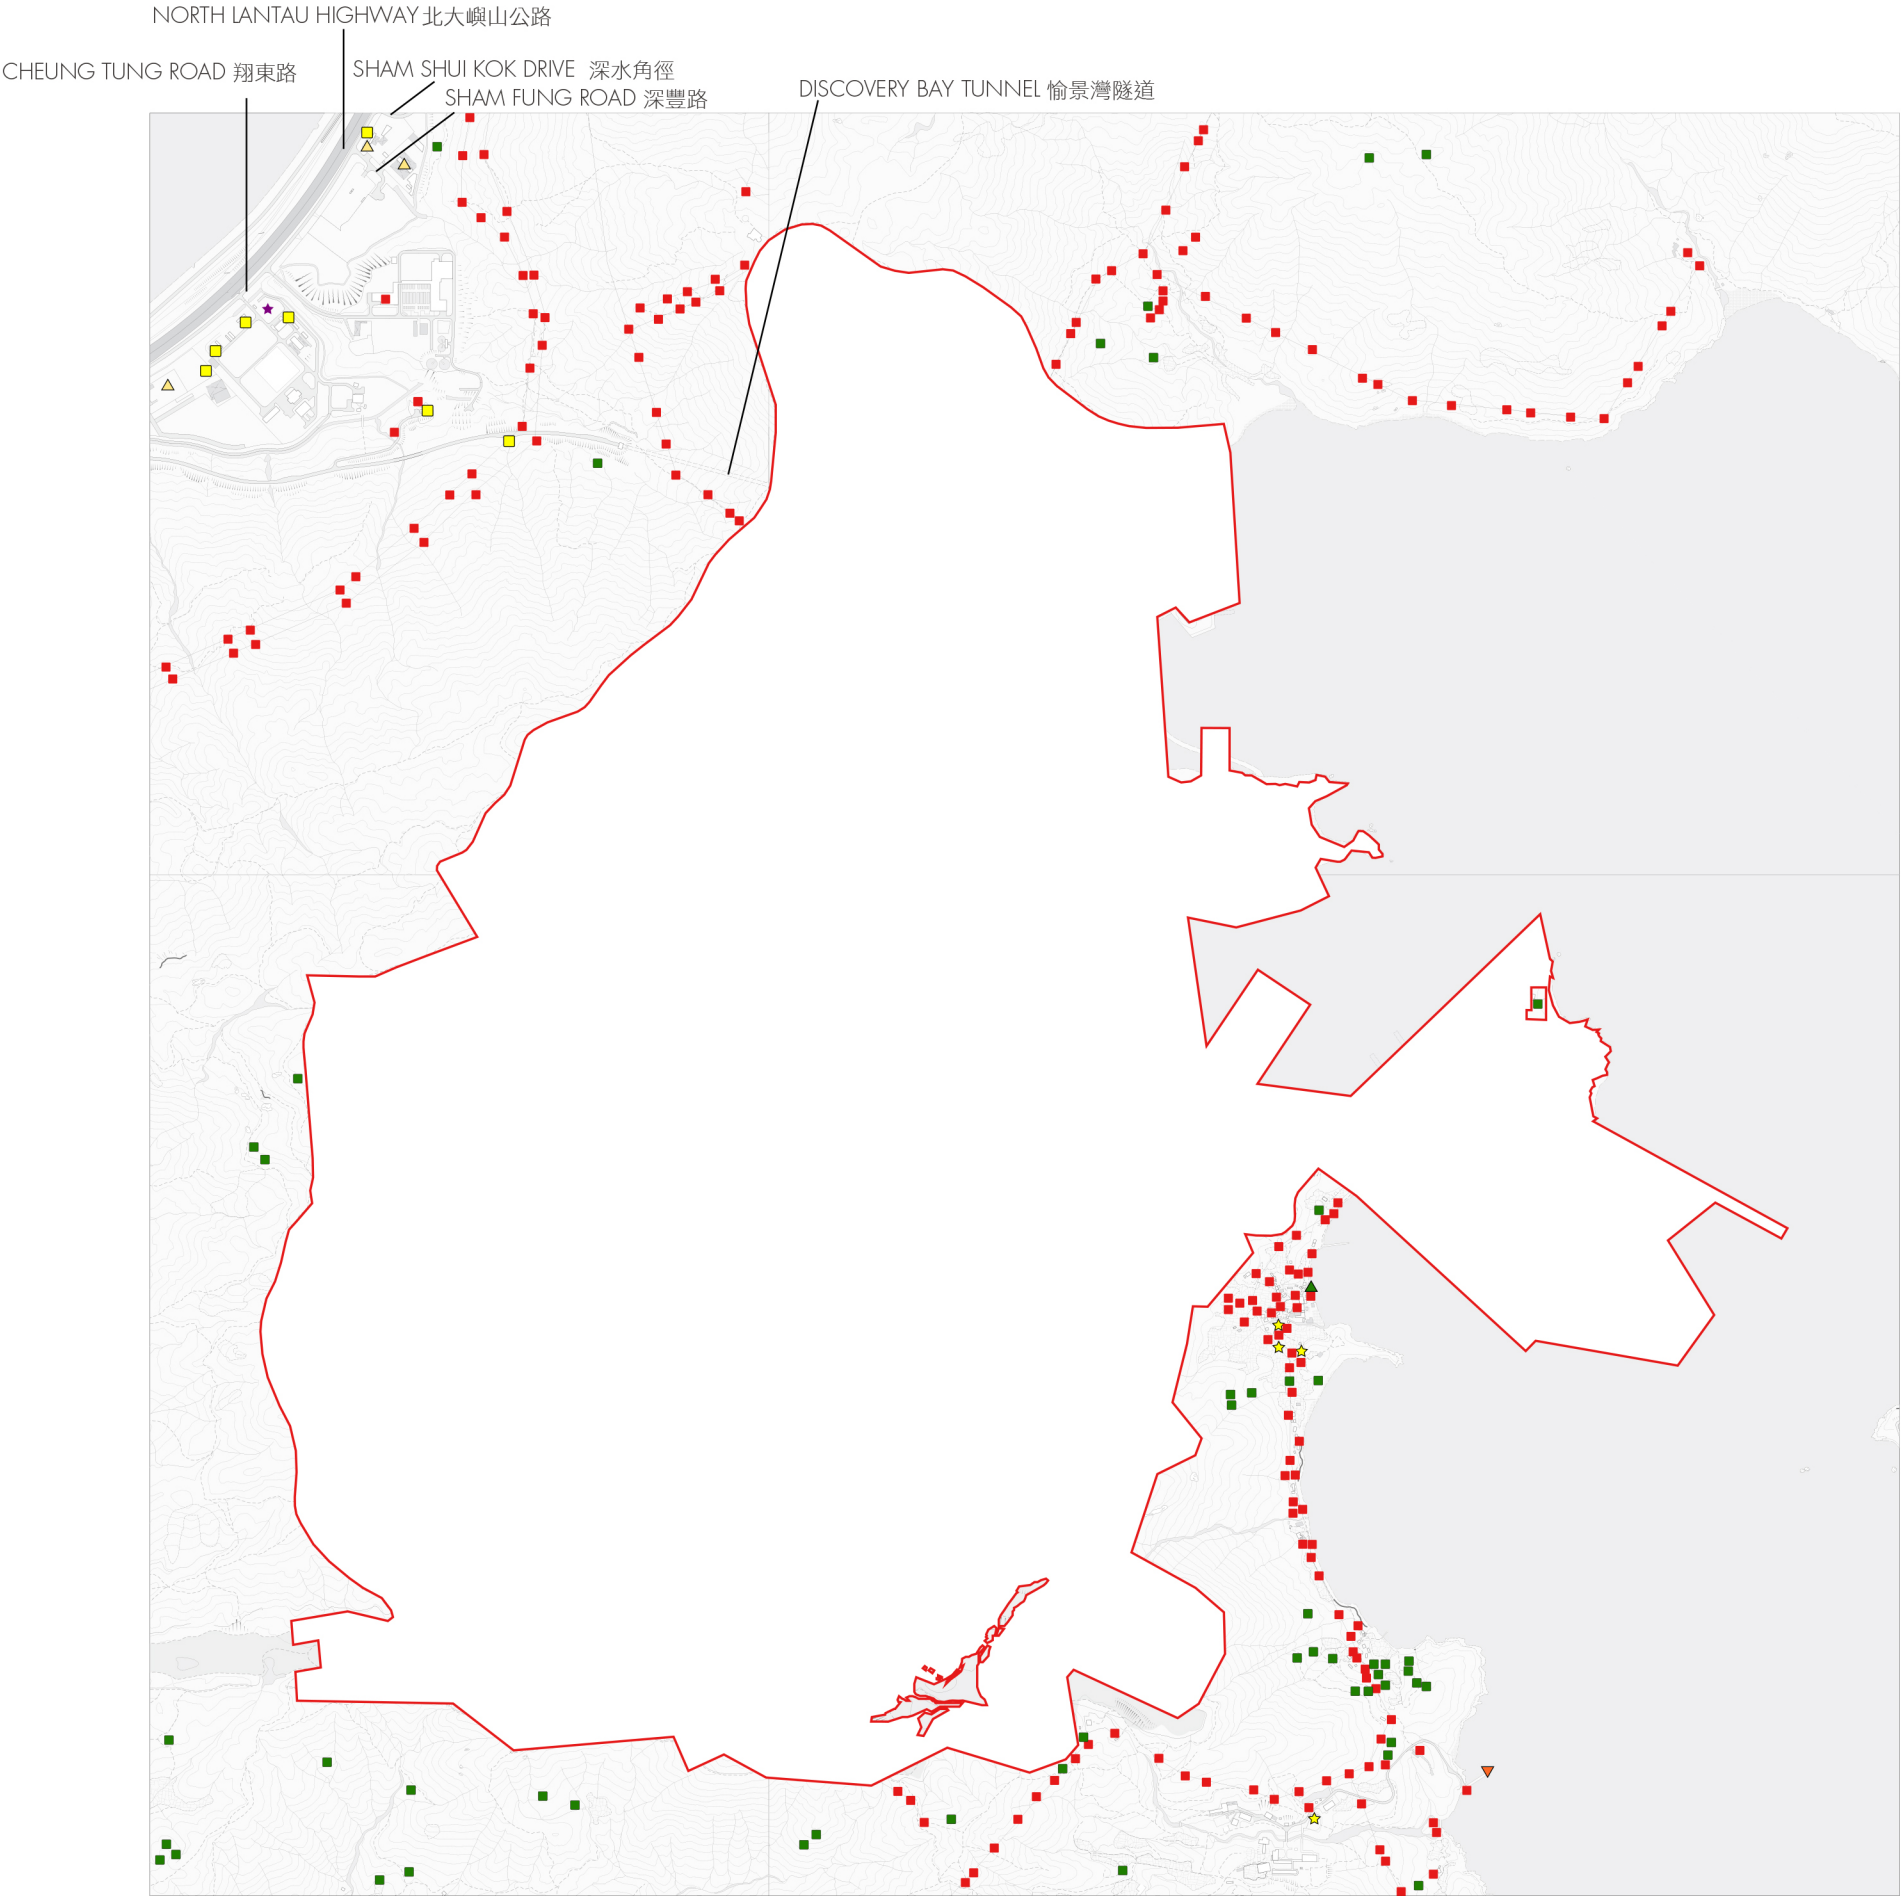 NORTH LANTAU HIGHWAY 北大嶼山公路
CHEUNG TUNG ROAD 翔東路
SHAM SHUI KOK DRIVE 深水角徑
SHAM FUNG ROAD 深豐路
DISCOVERY BAY TUNNEL 愉景灣隧道